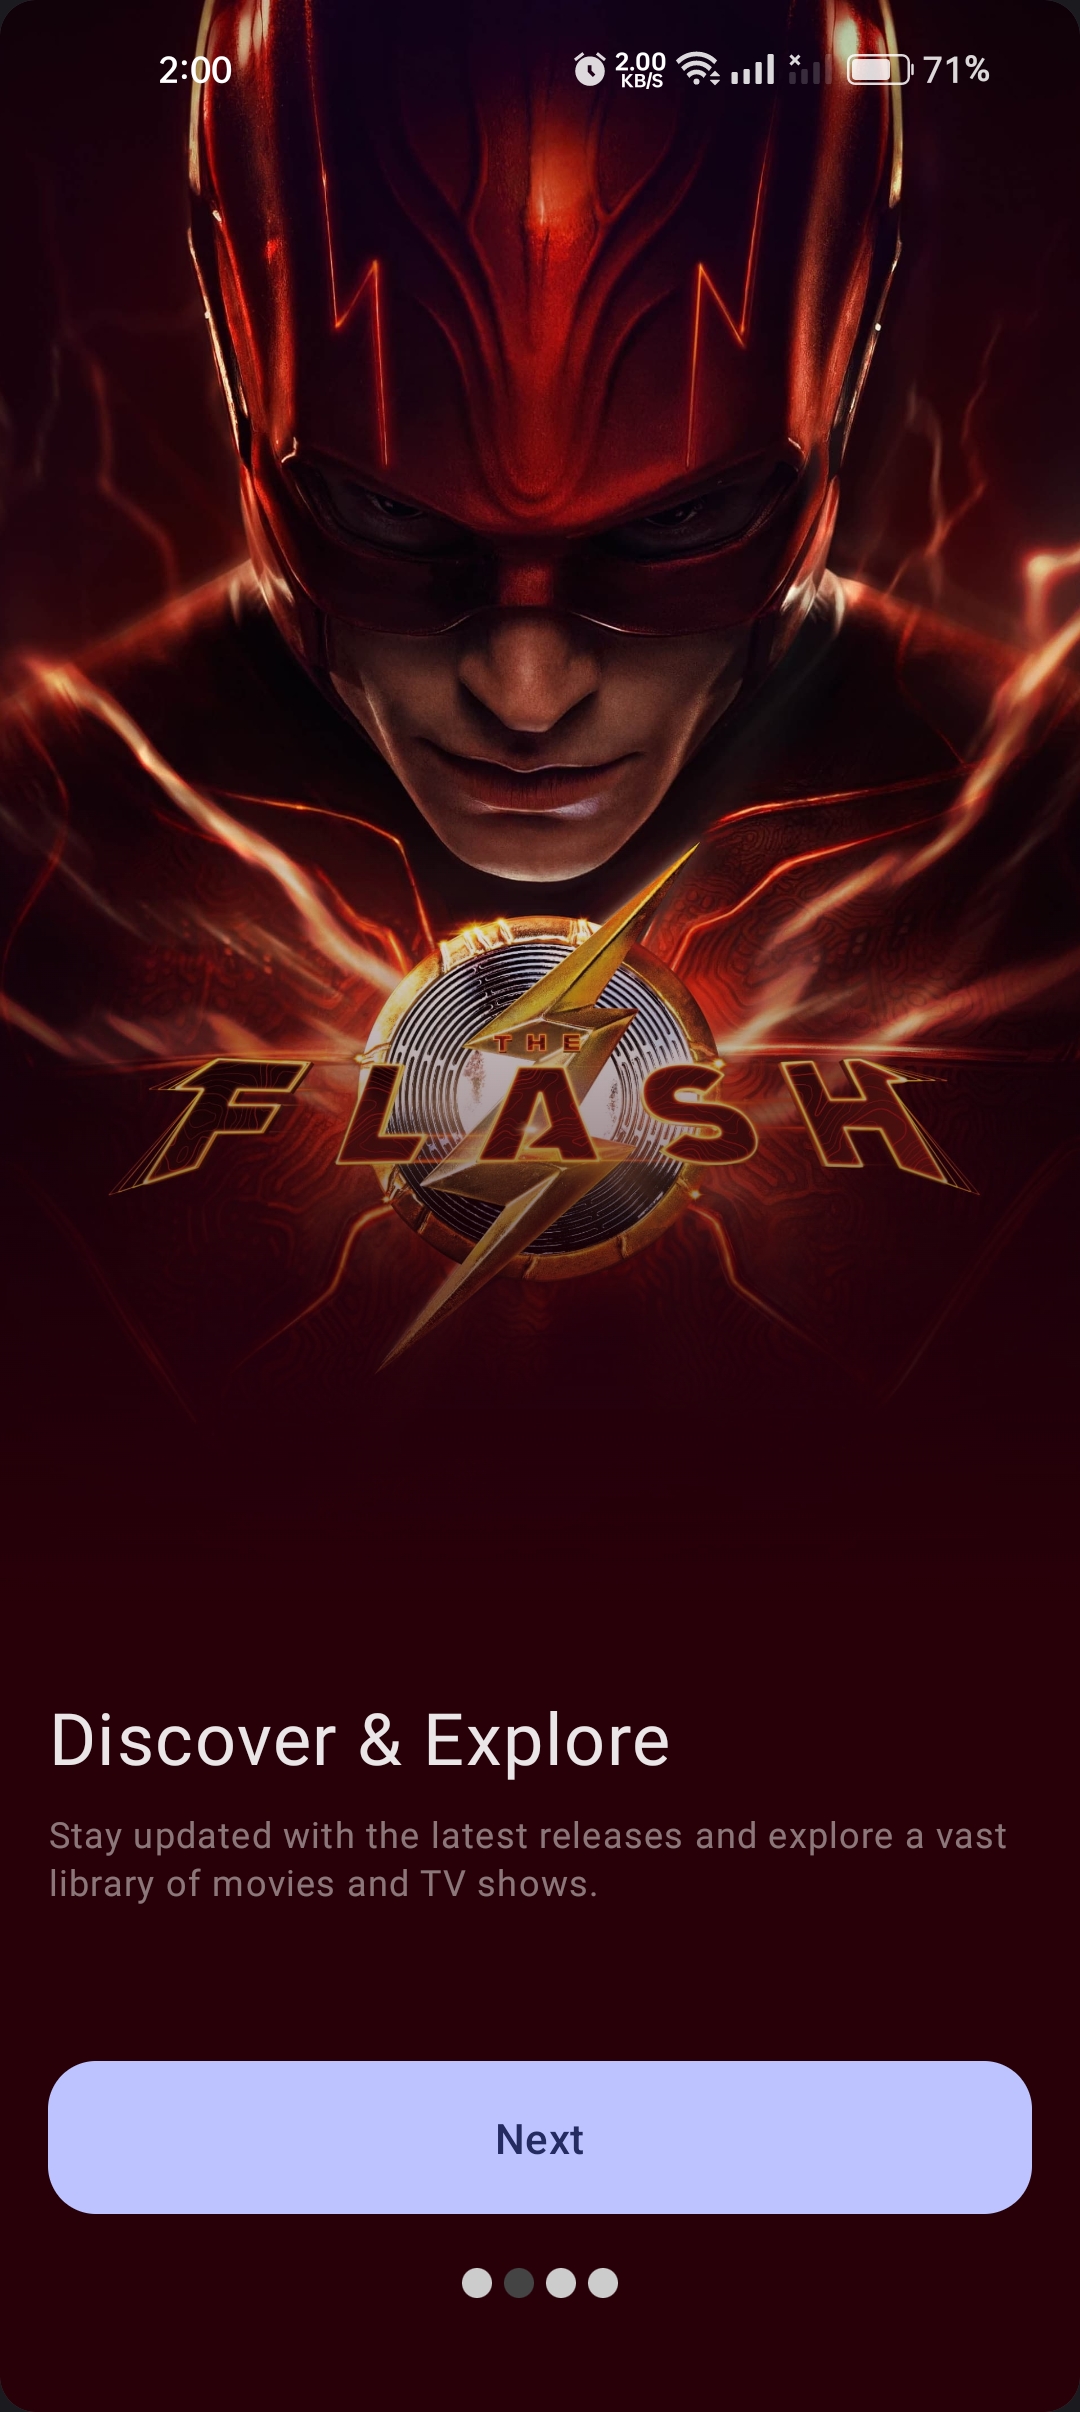 2:00
2.00
KB/S
71%
THE
FLASH
Discover & Explore
Stay updated with the latest releases and explore a vast
library of movies and TV shows.
Next